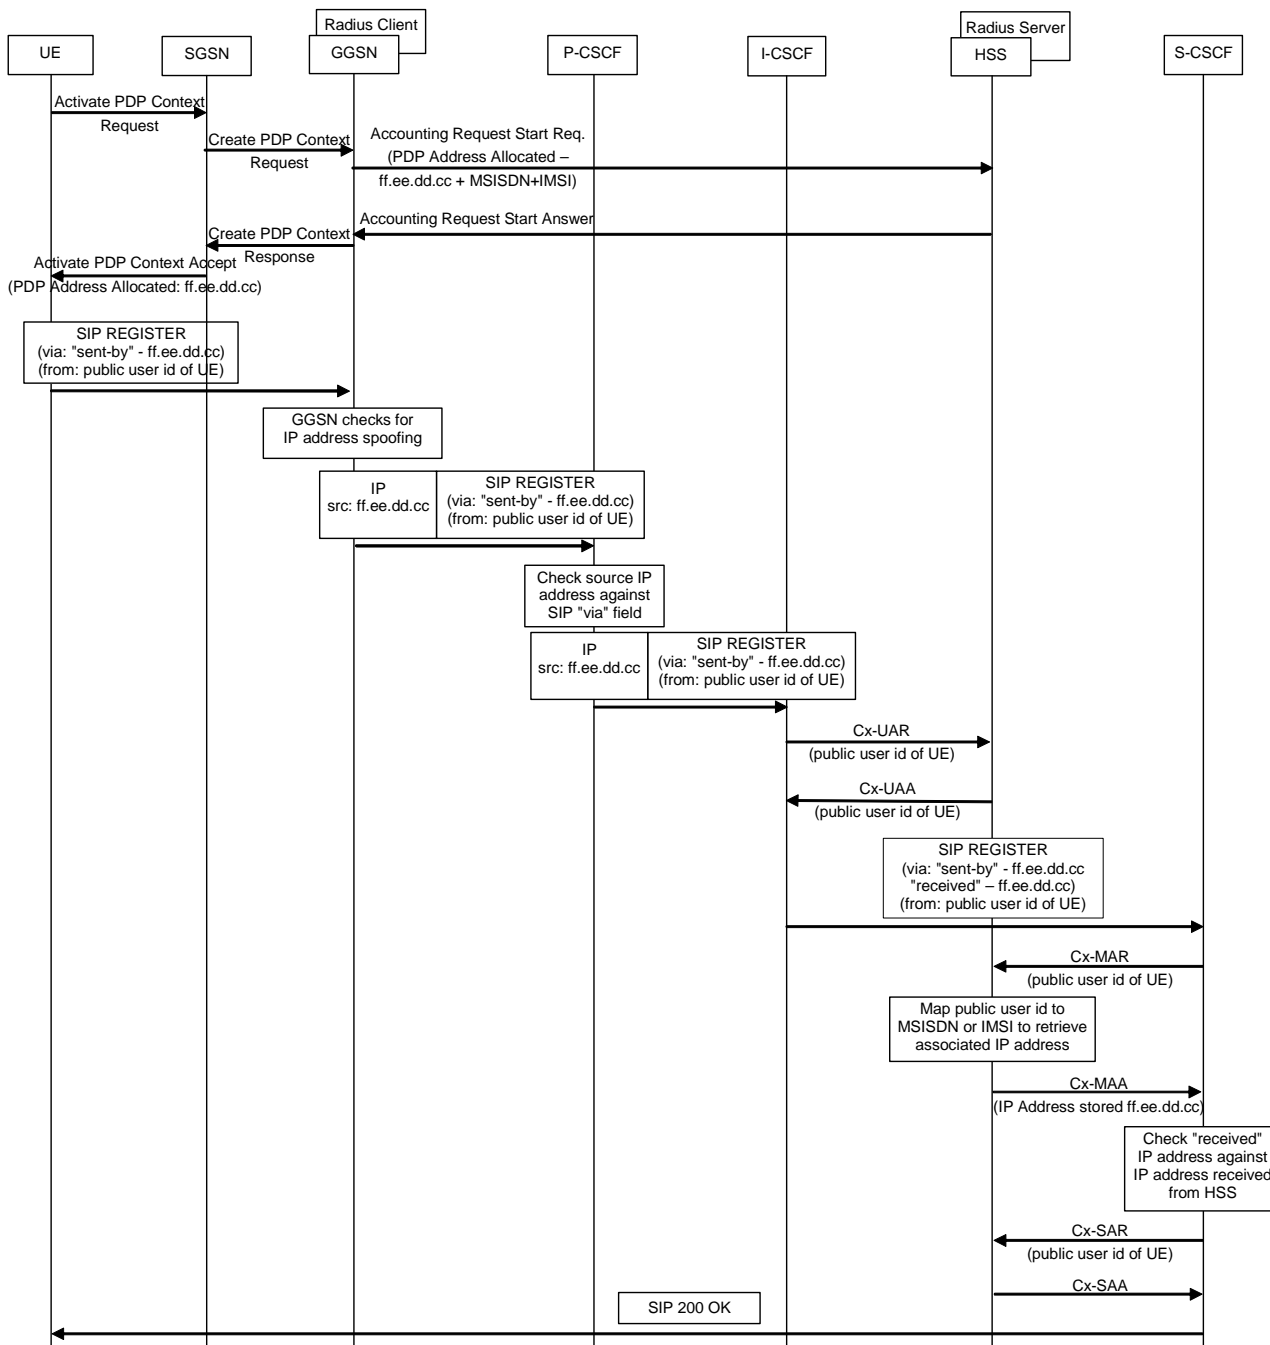 Radius Client
Radius Server
UE
SGSN
GGSN
P-CSCF
I-CSCF
HSS
S-CSCF
Activate PDP Context
Request
Create PDP Context
Request
Accounting Request Start Req.
(PDP Address Allocated –
ff.ee.dd.cc + MSISDN+IMSI)
Accounting Request Start Answer
Create PDP Context
Response
Activate PDP Context Accept
(PDP Address Allocated: ff.ee.dd.cc)
SIP REGISTER
(via: "sent-by" - ff.ee.dd.cc)
(from: public user id of UE)
GGSN checks for
IP address spoofing
IP
src: ff.ee.dd.cc
SIP REGISTER
(via: "sent-by" - ff.ee.dd.cc)
(from: public user id of UE)
Check source IP
address against
SIP "via" field
IP
src: ff.ee.dd.cc
SIP REGISTER
(via: "sent-by" - ff.ee.dd.cc)
(from: public user id of UE)
Cx-UAR
(public user id of UE)
Cx-UAA
(public user id of UE)
SIP REGISTER
(via: "sent-by" - ff.ee.dd.cc
"received" – ff.ee.dd.cc)
(from: public user id of UE)
Cx-MAR
(public user id of UE)
Map public user id to
MSISDN or IMSI to retrieve
associated IP address
Cx-MAA
(IP Address stored ff.ee.dd.cc)
Check "received"
IP address against
IP address received
from HSS
Cx-SAR
(public user id of UE)
Cx-SAA
SIP 200 OK